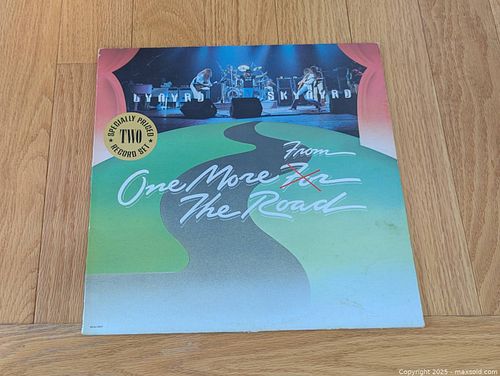 LYNYRD SKYNYRD
SPECIALLY PRICED
TWO
RECORD SET
From
One More For
The Road
Copyright © 2025 - maxsold.com